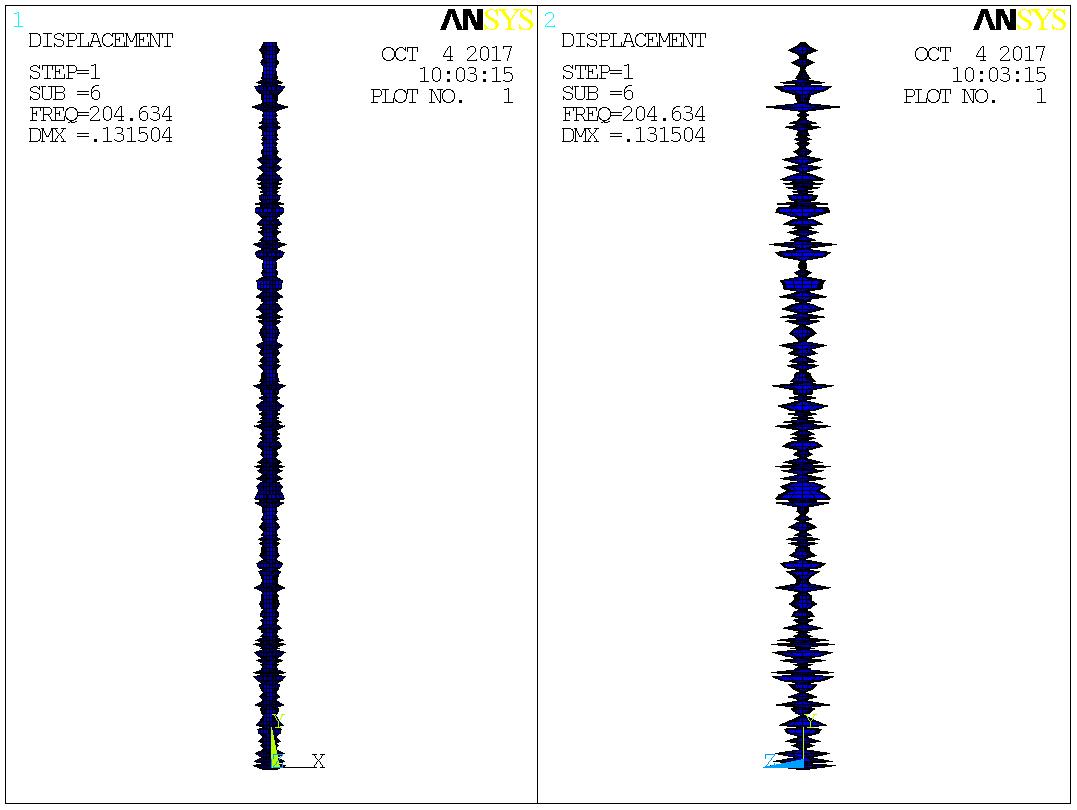 1
ANSYS
DISPLACEMENT
STEP=1
SUB =6
FREQ=204.634
DMX =.131504
OCT  4 2017
10:03:15
PLOT NO.   1
Y
Z
X
2
ANSYS
DISPLACEMENT
STEP=1
SUB =6
FREQ=204.634
DMX =.131504
OCT  4 2017
10:03:15
PLOT NO.   1
Y
Z